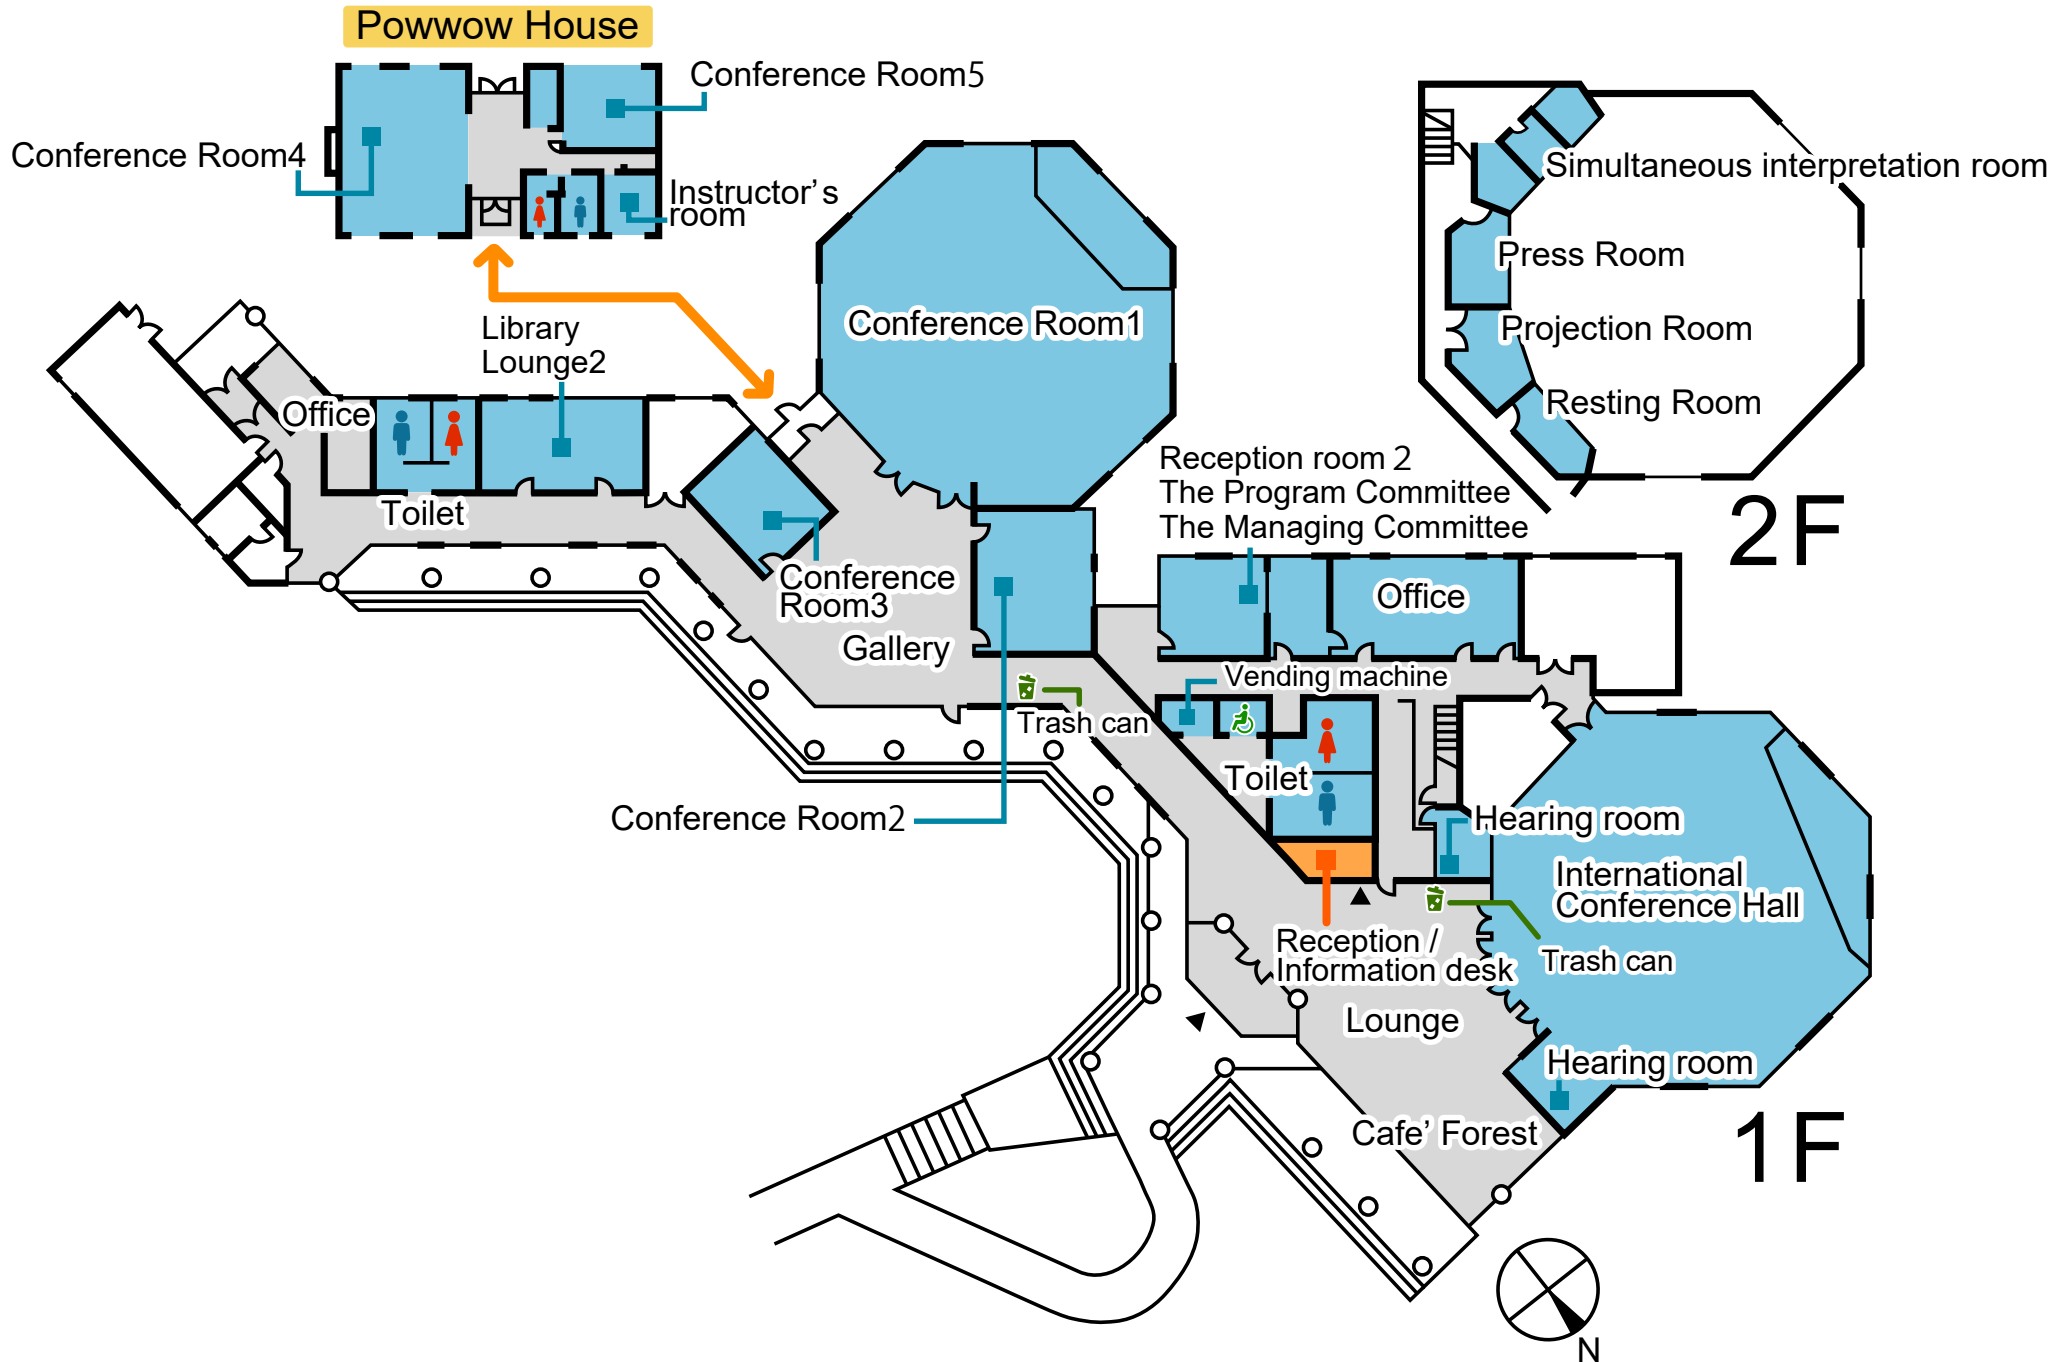 Powwow House
Conference Room5
Conference Room4
Instructor's
room
Library
Lounge2
Conference Room1
Office
Toilet
Conference
Room3
Gallery
Trash can
Conference Room2
Simultaneous interpretation room
Press Room
Projection Room
Resting Room
2F
Reception room 2
The Program Committee
The Managing Committee
Office
Vending machine
Toilet
Hearing room
International
Conference Hall
Reception /
Information desk
Trash can
Lounge
Hearing room
Cafe’ Forest
1F
N